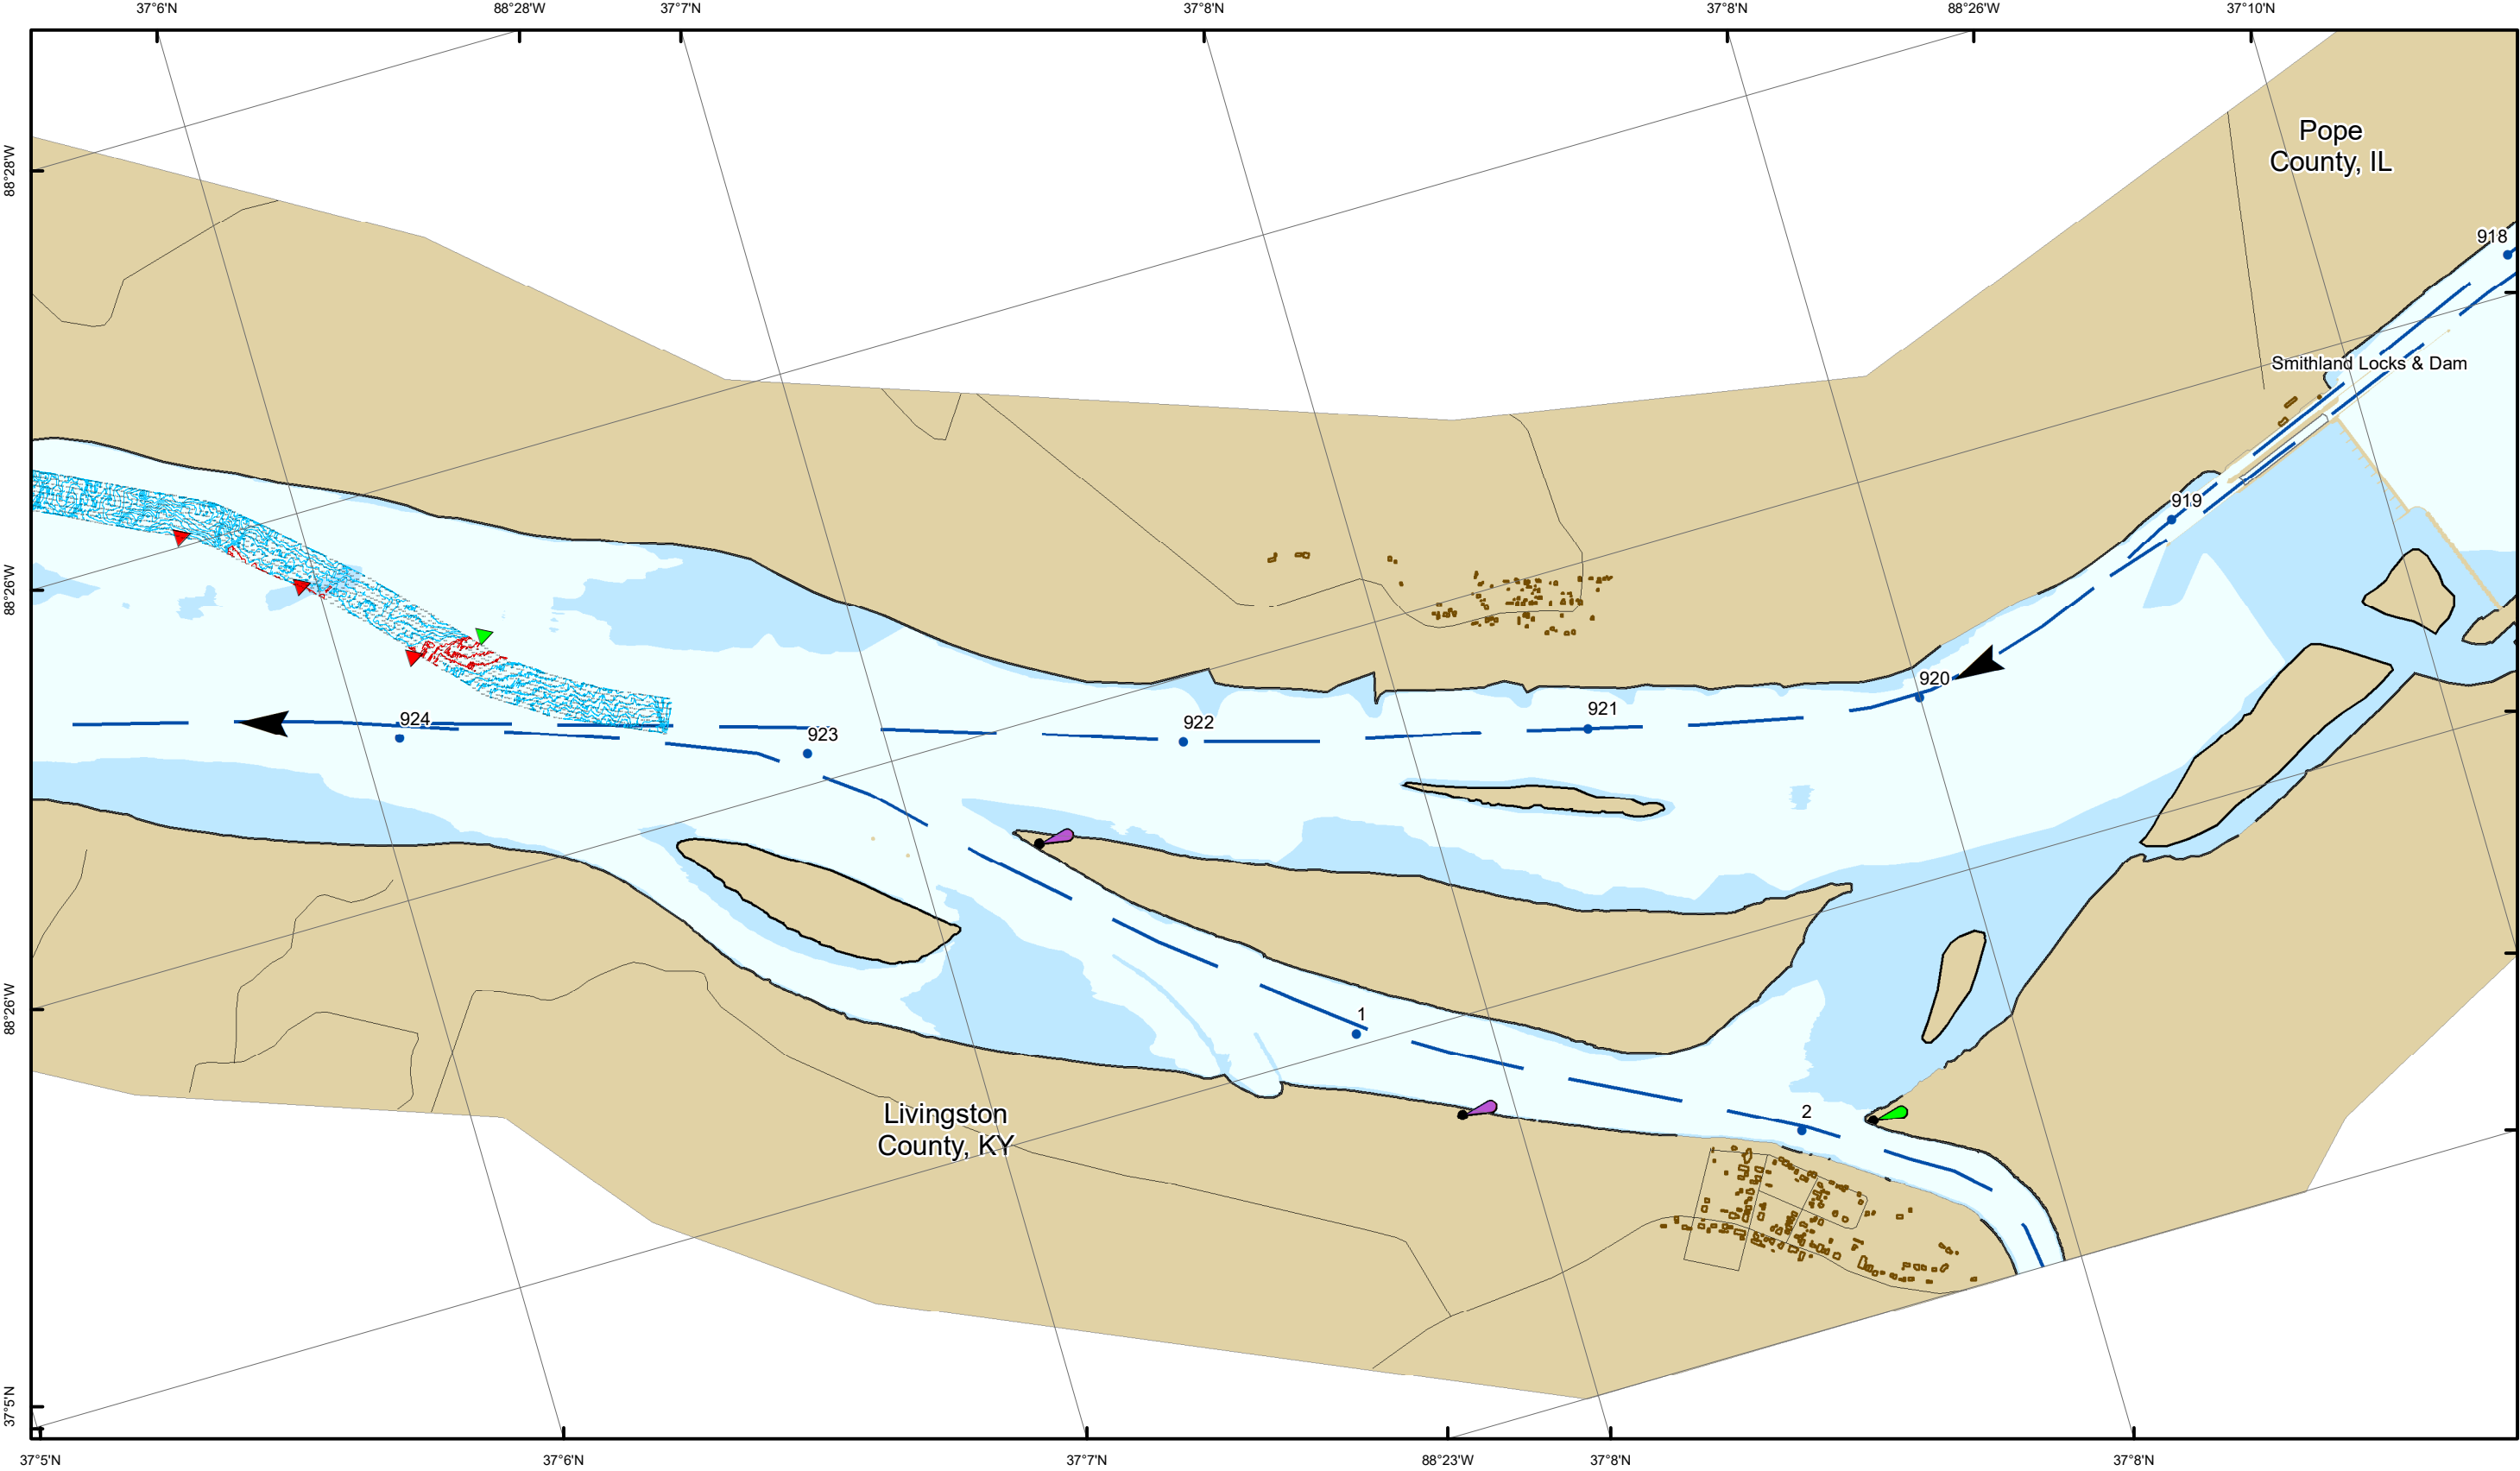 37°6'N
88°28'W
37°7'N
37°8'N
37°8'N
88°26'W
37°10'N
Pope
County, IL
88°28'W
918
Smithland Locks & Dam
919
88°26'W
920
924
923
922
921
88°26'W
1
2
Livingston
County, KY
37°5'N
37°5'N
37°6'N
37°7'N
88°23'W
37°8'N
37°8'N